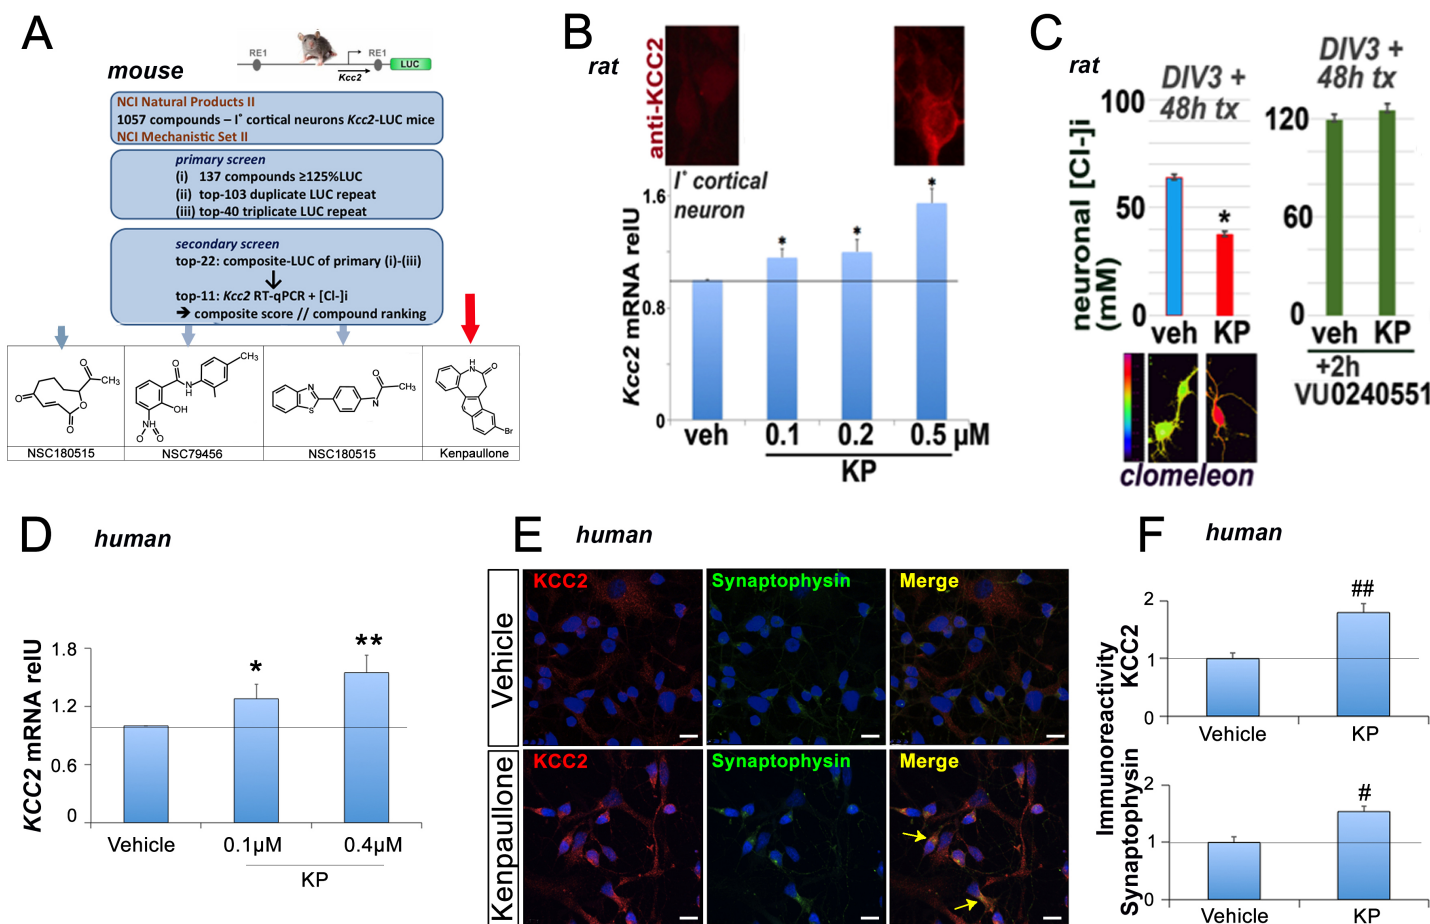 A
mouse
RE1
RE1
Kcc2
LUC
NCI Natural Products II
1057 compounds – I° cortical neurons Kcc2-LUC mice
NCI Mechanistic Set II
primary screen
(i) 137 compounds ≥125%LUC
(ii) top-103 duplicate LUC repeat
(iii) top-40 triplicate LUC repeat
secondary screen
top-22: composite-LUC of primary (i)-(iii)
top-11: Kcc2 RT-qPCR + [Cl-]i
➔ composite score // compound ranking
O
CH₃
O
O
O
O
NH
CH₃
OH
NH
O
O
N
S
O
CH₃
N
H
N
O
Br
NSC180515
NSC79456
NSC180515
Kenpaullone
B
rat
anti-KCC2
I° cortical
neuron
Kcc2 mRNA relU
1.6
0.8
0
*
*
*
veh
0.1
0.2
0.5 µM
KP
C
rat
DIV3 +
48h tx
neuronal [Cl-]i
(mM)
100
50
0
*
veh
KP
clomeleon
DIV3 +
48h tx
120
60
0
veh
KP
+2h
VU0240551
D
human
KCC2 mRNA relU
1.8
1.2
0.6
0
*
**
Vehicle
0.1µM
0.4µM
KP
E
human
Vehicle
KCC2
Synaptophysin
Merge
Kenpaullone
KCC2
Synaptophysin
Merge
F
human
Immunoreactivity
KCC2
2
1
0
##
Vehicle
KP
Synaptophysin
2
1
0
#
Vehicle
KP